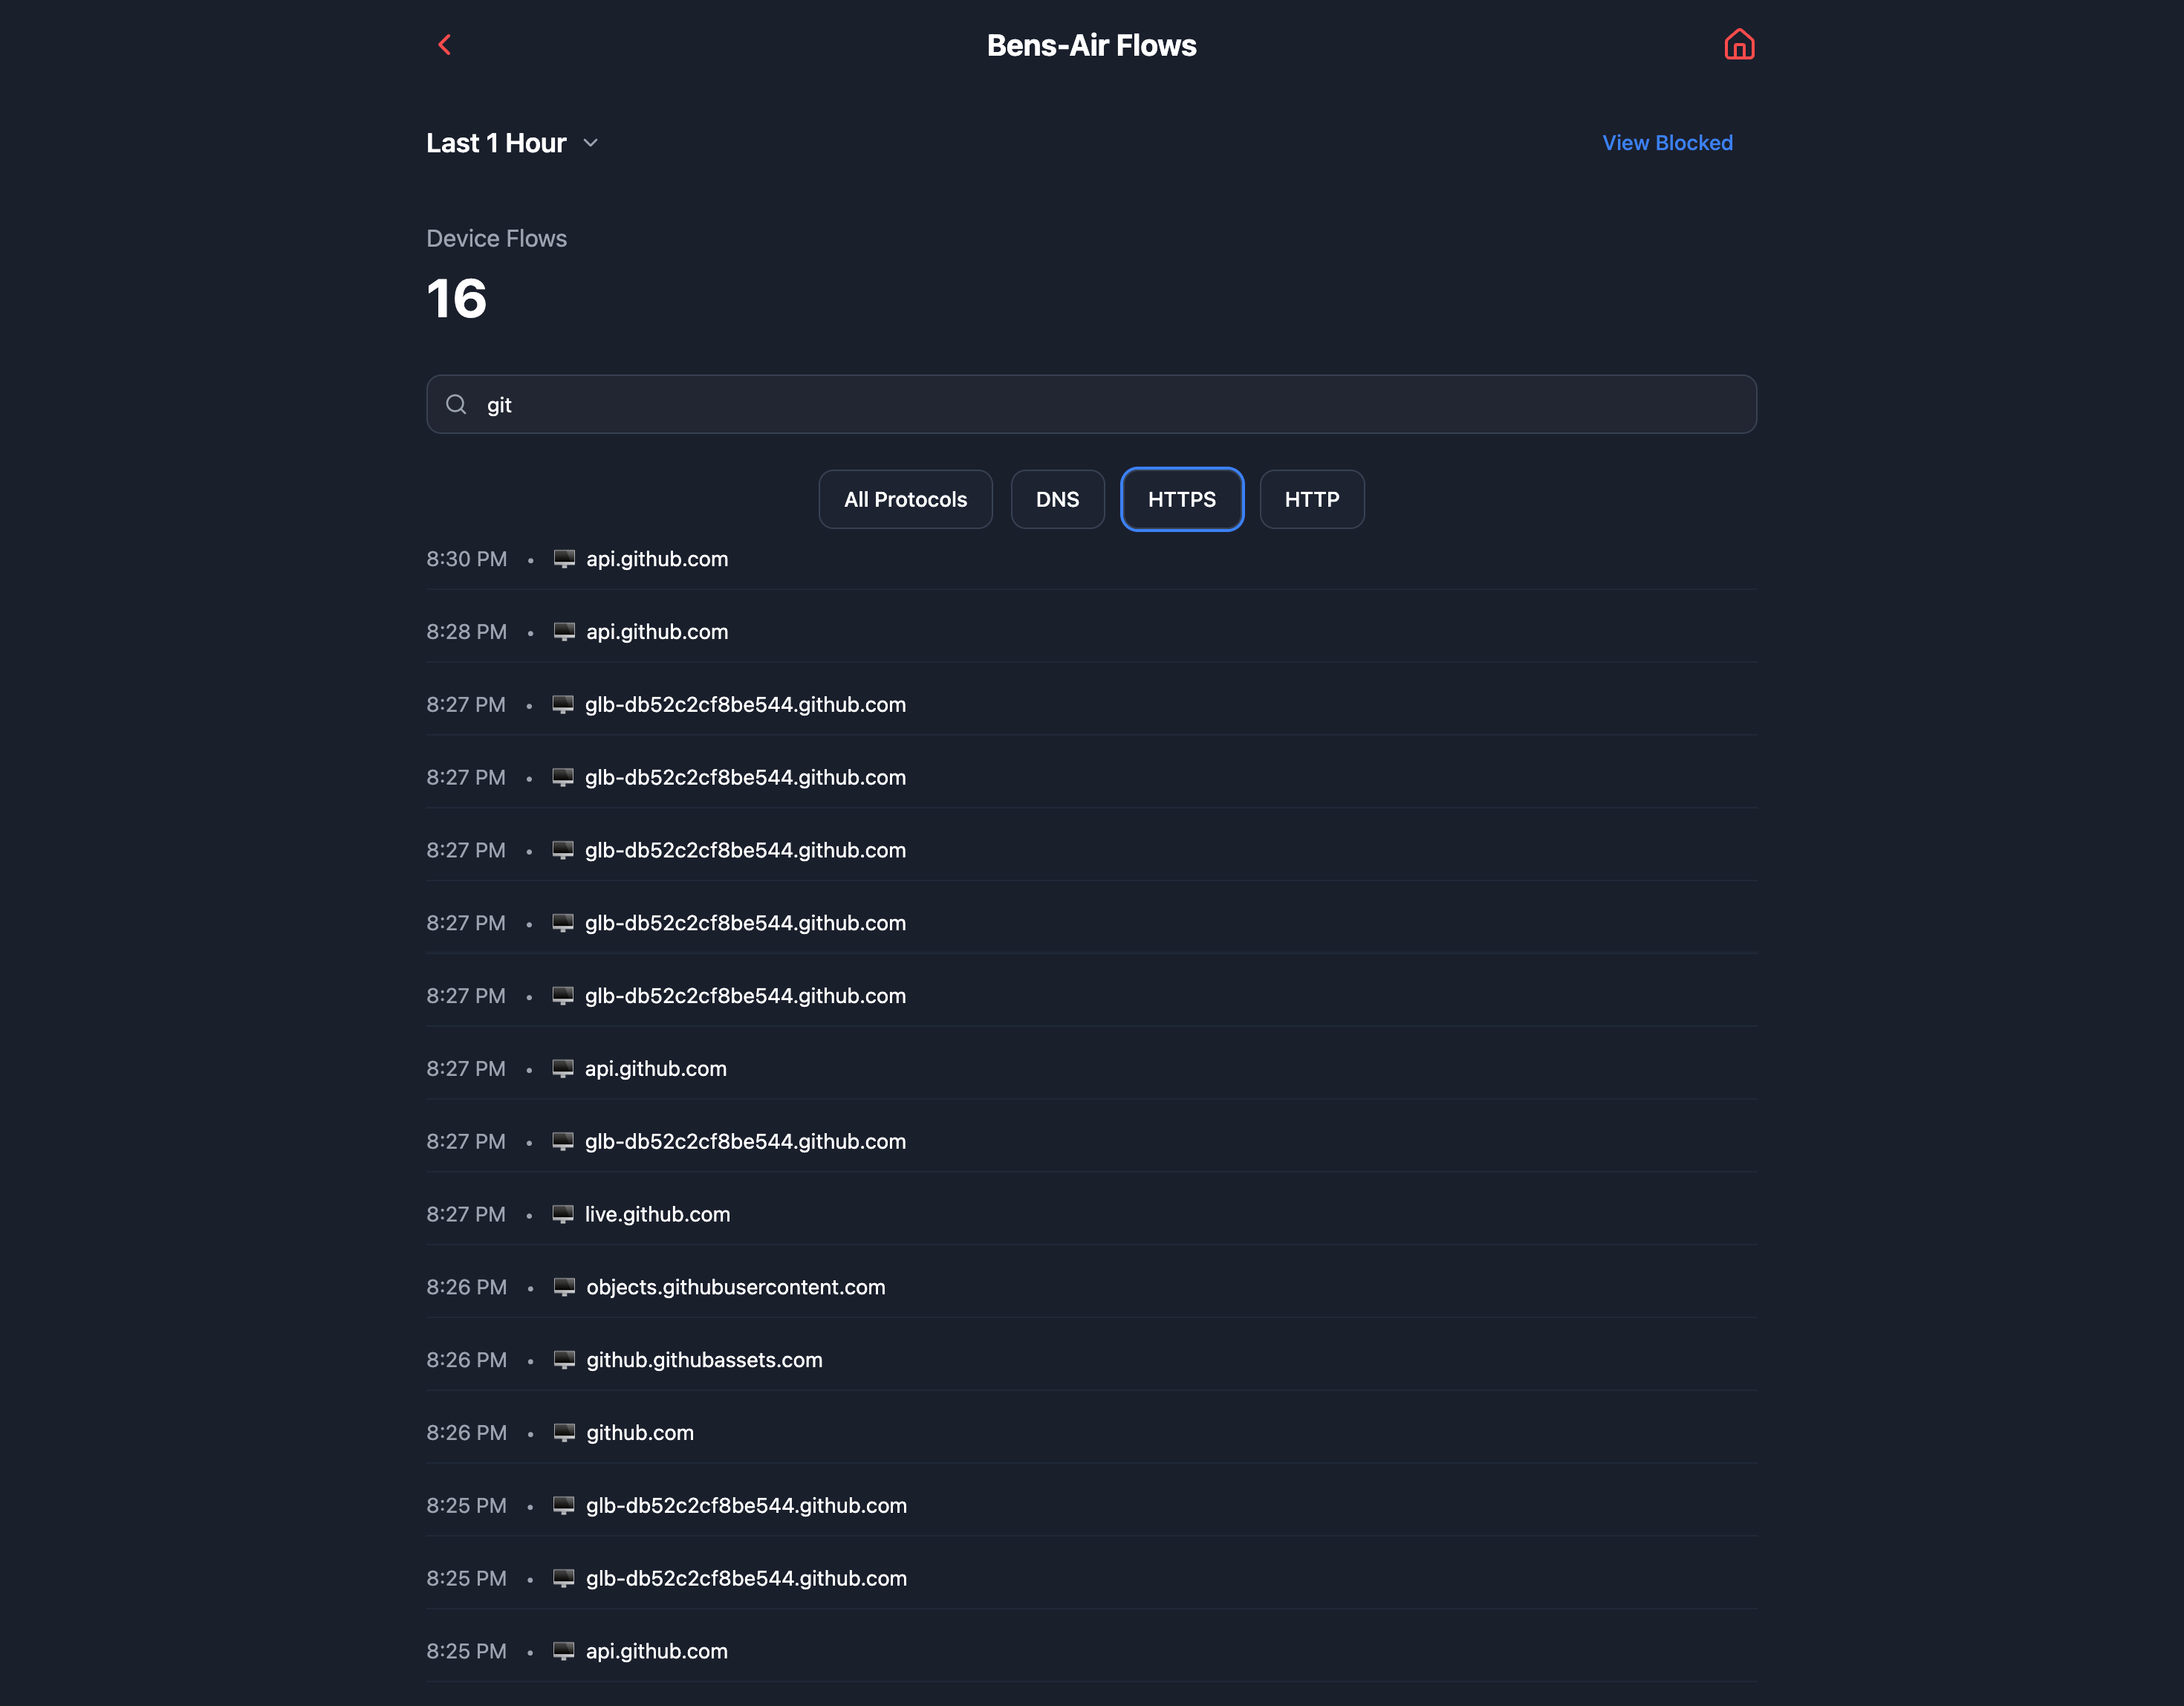 Bens-Air Flows
Last 1 Hour
View Blocked
Device Flows
16
git
All Protocols DNS HTTPS HTTP
8:30 PM • api.github.com
8:28 PM • api.github.com
8:27 PM • glb-db52c2cf8be544.github.com
8:27 PM • glb-db52c2cf8be544.github.com
8:27 PM • glb-db52c2cf8be544.github.com
8:27 PM • glb-db52c2cf8be544.github.com
8:27 PM • glb-db52c2cf8be544.github.com
8:27 PM • api.github.com
8:27 PM • glb-db52c2cf8be544.github.com
8:27 PM • live.github.com
8:26 PM • objects.githubusercontent.com
8:26 PM • github.githubassets.com
8:26 PM • github.com
8:25 PM • glb-db52c2cf8be544.github.com
8:25 PM • glb-db52c2cf8be544.github.com
8:25 PM • api.github.com